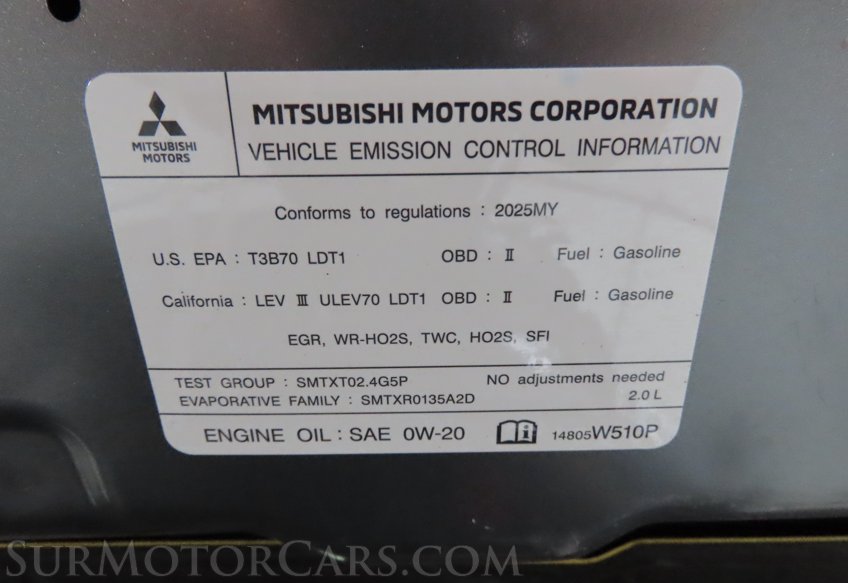 MITSUBISHI
MOTORS
MITSUBISHI MOTORS CORPORATION
VEHICLE EMISSION CONTROL INFORMATION
Conforms to regulations : 2025MY
U.S. EPA : T3B70 LDT1 OBD : Ⅱ Fuel : Gasoline
California : LEV Ⅲ ULEV70 LDT1 OBD : Ⅱ Fuel : Gasoline
EGR, WR-HO2S, TWC, HO2S, SFI
TEST GROUP : SMTXT02.4G5P NO adjustments needed
EVAPORATIVE FAMILY : SMTXR0135A2D 2.0 L
ENGINE OIL : SAE 0W-20 14805W510P
SurMotorCars.com